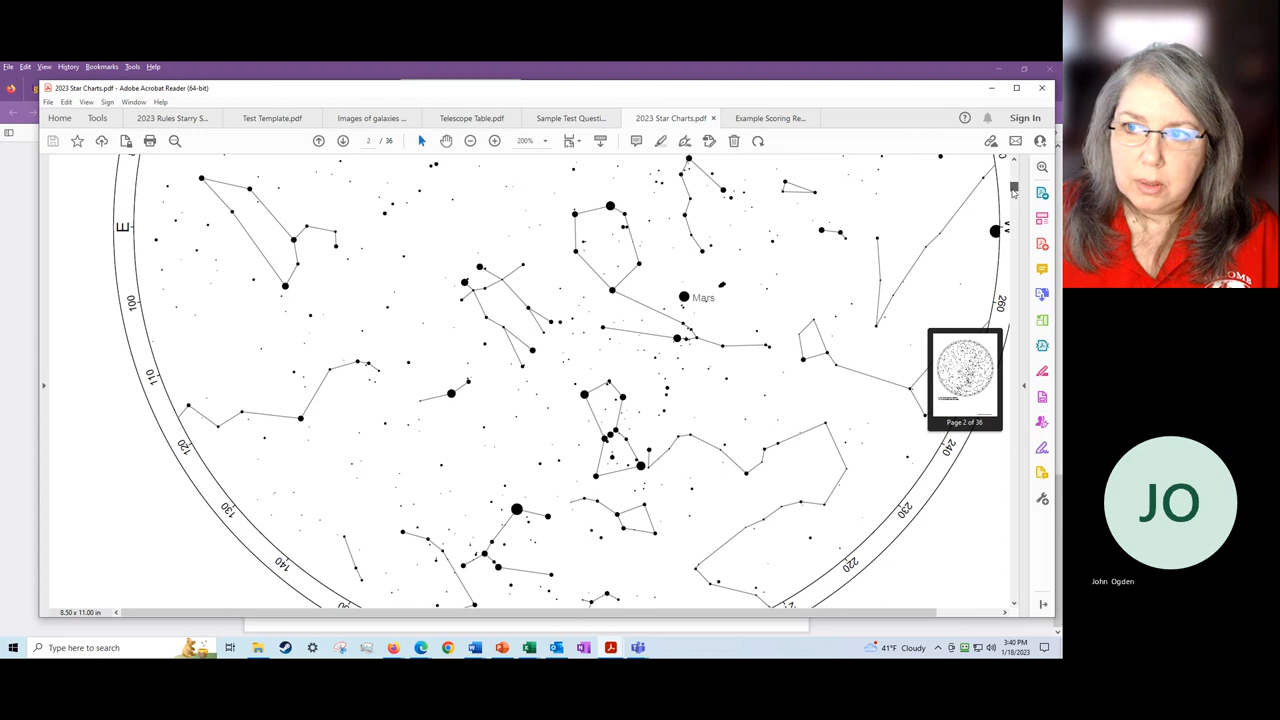 File Edit View History Bookmarks Tools Help
2023 Star Charts.pdf - Adobe Acrobat Reader (64-bit)
File Edit View Sign Window Help
Home Tools 2023 Rules Starry S... Test Template.pdf Images of galaxies ... Telescope Table.pdf Sample Test Questi... 2023 Star Charts.pdf × Example Scoring Re... Sign In
2 / 36 200%
E
Mars
100
260
110
120
240
Page 2 of 36
130
230
140
220
JO
John Ogden
8.50 x 11.00 in
Type here to search
41°F Cloudy
3:40 PM
1/18/2023